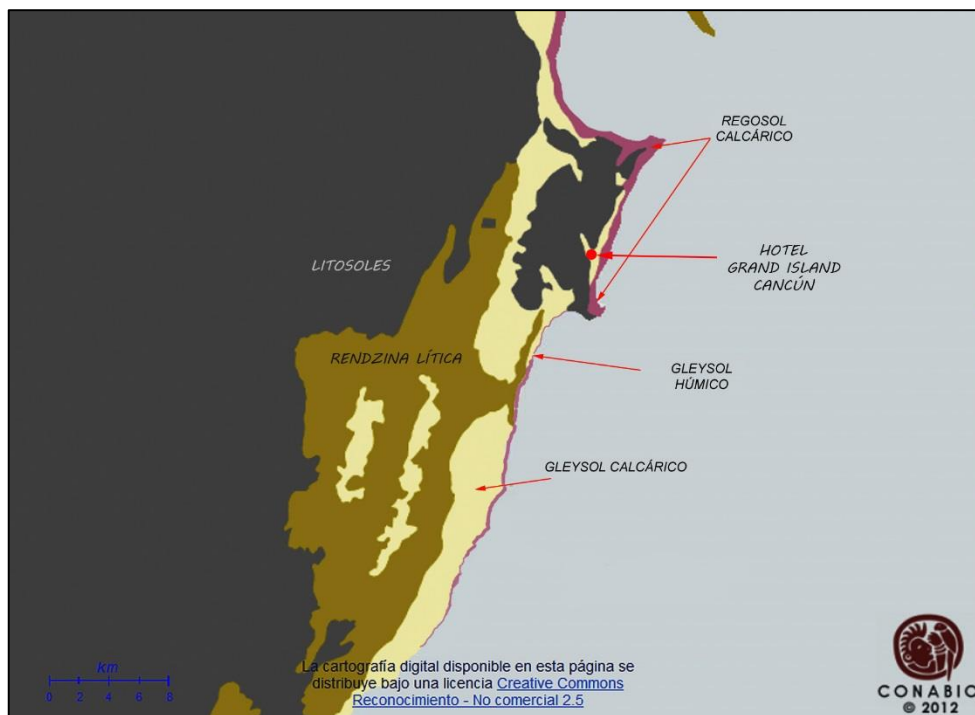 REGOSOL
CALCÁRICO
HOTEL
GRAND ISLAND
CANCÚN
LITOSOLES
RENDZINA LÍTICA
GLEYSOL
HÚMICO
GLEYSOL CALCÁRICO
km
0 2 4 6 8
La cartografía digital disponible en esta página se
distribuye bajo una licencia Creative Commons
Reconocimiento - No comercial 2.5
CONABIO
© 2012